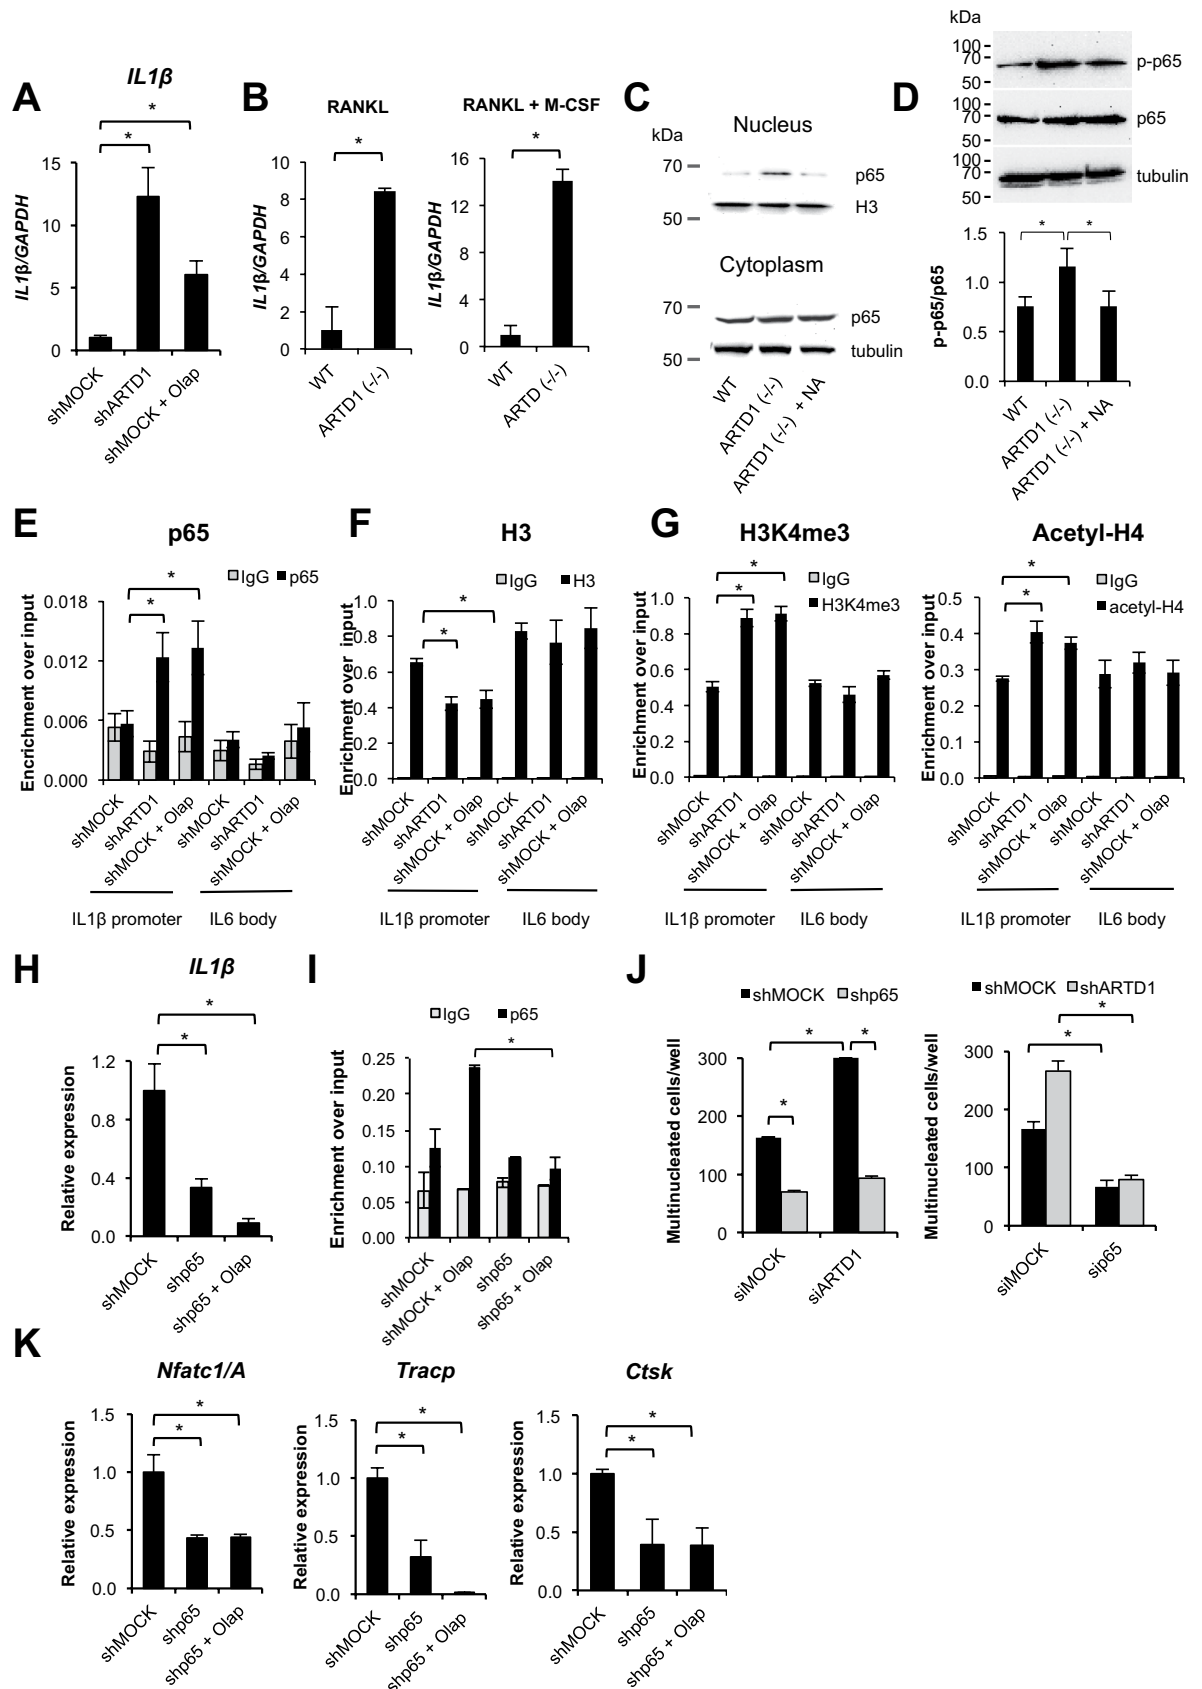 A
IL1β
*
*
IL1β/GAPDH
15
10
5
0
shMOCK
shARTD1
shMOCK + Olap
B
RANKL
*
IL1β/GAPDH
10
8
6
4
2
0
WT
ARTD1 (-/-)
RANKL + M-CSF
*
IL1β/GAPDH
16
12
8
4
0
WT
ARTD (-/-)
C
kDa
Nucleus
70
p65
H3
50
Cytoplasm
70
p65
tubulin
50
WT
ARTD1 (-/-)
ARTD1 (-/-) + NA
D
kDa
100
70
50
p-p65
100
70
50
p65
100
70
50
tubulin
p-p65/p65
1.5
1.0
0.5
0.0
*
*
WT
ARTD1 (-/-)
ARTD1 (-/-) + NA
E
p65
IgG p65
*
*
Encrichment over input
0.018
0.012
0.006
0.000
shMOCK
shARTD1
shMOCK + Olap
shMOCK
shARTD1
shMOCK + Olap
IL1β promoter
IL6 body
F
H3
IgG H3
*
*
Enrichment over input
1.0
0.8
0.6
0.4
0.2
0.0
shMOCK
shARTD1
shMOCK + Olap
shMOCK
shARTD1
shMOCK + Olap
IL1β promoter
IL6 body
G
H3K4me3
IgG
H3K4me3
*
*
Enrichment over input
1.0
0.8
0.6
0.4
0.2
0.0
shMOCK
shARTD1
shMOCK + Olap
shMOCK
shARTD1
shMOCK + Olap
IL1β promoter
IL6 body
Acetyl-H4
IgG
acetyl-H4
*
*
Enrichment over input
0.5
0.4
0.3
0.2
0.1
0.0
shMOCK
shARTD1
shMOCK + Olap
shMOCK
shARTD1
shMOCK + Olap
IL1β promoter
IL6 body
H
IL1β
*
*
Relative expression
1.2
0.8
0.4
0.0
shMOCK
shp65
shp65 + Olap
I
IgG p65
*
Enrichment over input
0.25
0.20
0.15
0.10
0.05
0.00
shMOCK
shMOCK + Olap
shp65
shp65 + Olap
J
shMOCK shp65
*
*
*
Multinucleated cells/well
300
200
100
0
siMOCK
siARTD1
shMOCK shARTD1
*
*
Multinucleated cells/well
300
200
100
0
siMOCK
sip65
K
Nfatc1/A
*
*
Relative expression
1.5
1.0
0.5
0.0
shMOCK
shp65
shp65 + Olap
Tracp
*
*
Relative expression
1.5
1.0
0.5
0.0
shMOCK
shp65
shp65 + Olap
Ctsk
*
*
Relative expression
1.5
1.0
0.5
0.0
shMOCK
shp65
shp65 + Olap